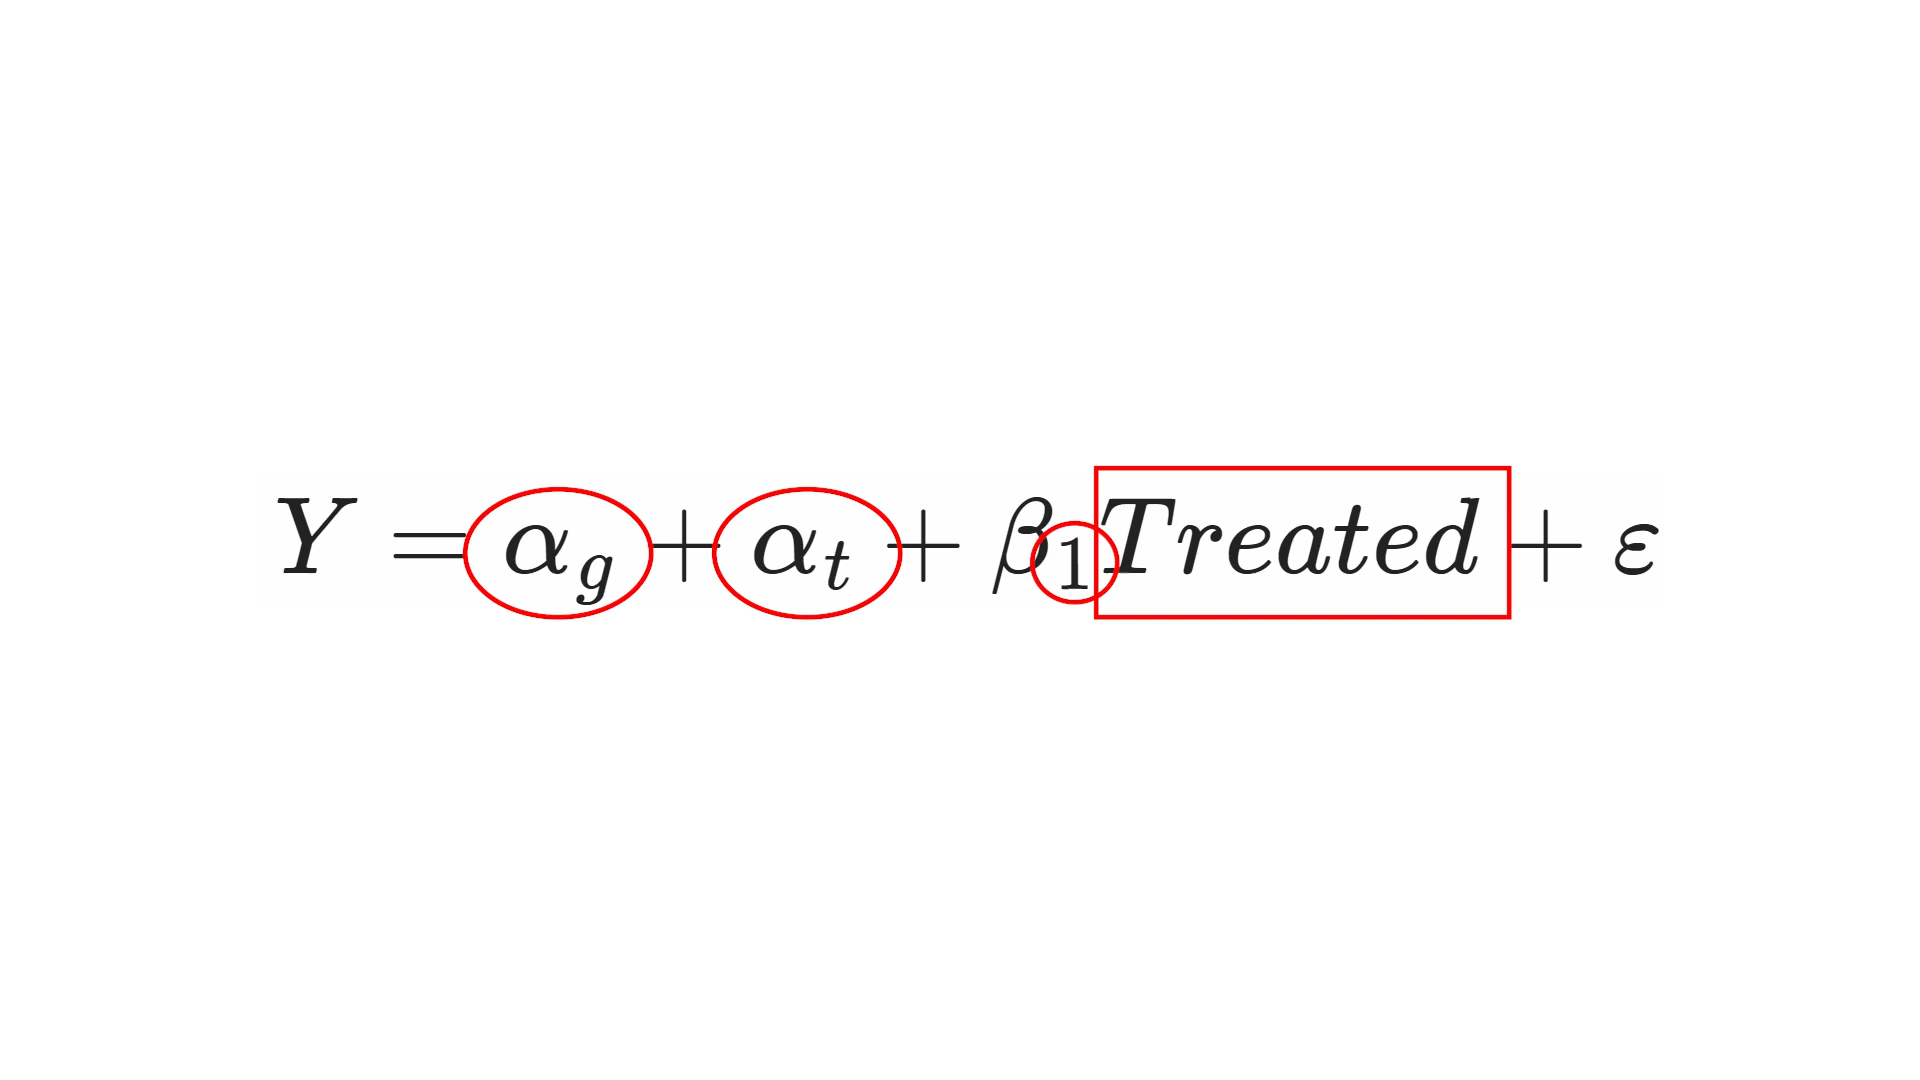 Y = α_g + α_t + β_1 Treated + ε